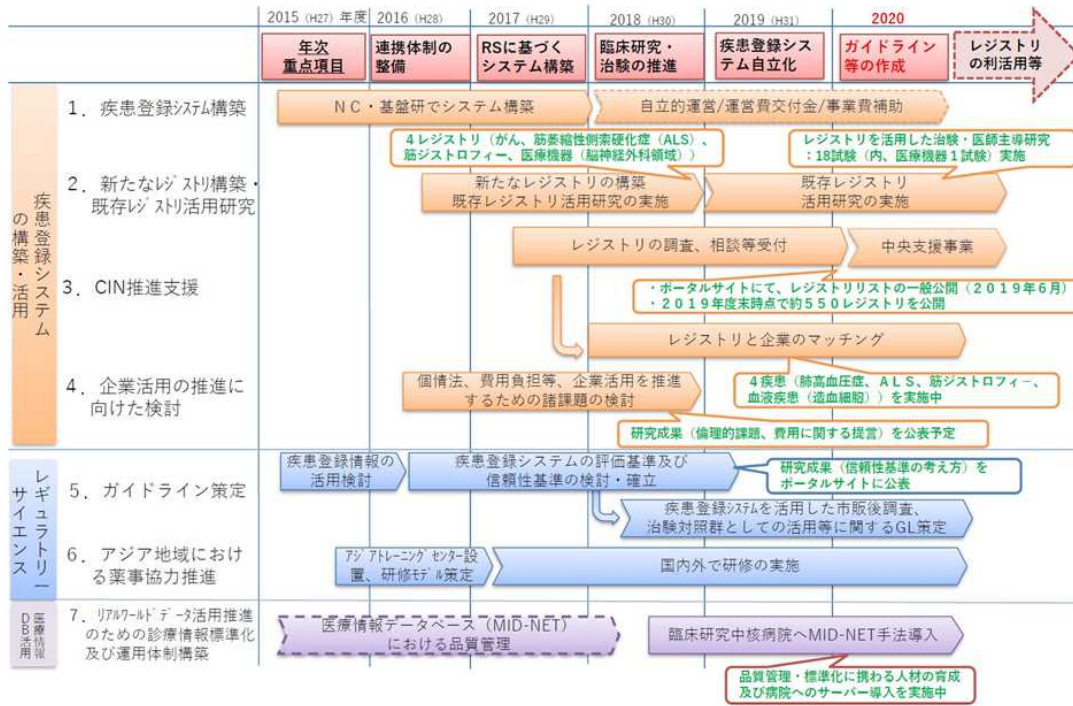 2015 (H27) 年度
2016 (H28)
2017 (H29)
2018 (H30)
2019 (H31)
2020
年次
重点項目
連携体制の
整備
RSに基づく
システム構築
臨床研究・
治験の推進
疾患登録シス
テム自立化
ガイドライン
等の作成
レジストリ
の利活用等
疾患登録システム
の構築・活用
1. 疾患登録ｼｽﾃﾑ構築
NC・基盤研でシステム構築
自立的運営/運営費交付金/事業費補助
4レジストリ（がん、筋萎縮性側索硬化症（ALS）、
筋ジストロフィー、医療機器（脳神経外科領域））
レジストリを活用した治験・医師主導研究
：18試験（内、医療機器1試験）実施
2. 新たなﾚｼﾞｽﾄﾘ構築・
既存ﾚｼﾞｽﾄﾘ活用研究
新たなレジストリの構築
既存レジストリ活用研究の実施
既存レジストリ
活用研究の実施
レジストリの調査、相談等受付
中央支援事業
3. CIN推進支援
・ポータルサイトにて、レジストリリストの一般公開（2019年6月）
・2019年度末時点で約550レジストリを公開
レジストリと企業のマッチング
4. 企業活用の推進に
向けた検討
個情法、費用負担等、企業活用を推進
するための諸課題の検討
4疾患（肺高血圧症、ALS、筋ジストロフィー、
血液疾患（造血細胞））を実施中
研究成果（倫理的課題、費用に関する提言）を公表予定
レギュラトリー
サイエンス
5. ガイドライン策定
疾患登録情報の
活用検討
疾患登録システムの評価基準及び
信頼性基準の検討・確立
研究成果（信頼性基準の考え方）を
ポータルサイトに公表
疾患登録ｼｽﾃﾑを活用した市販後調査、
治験対照群としての活用等に関するGL策定
6. アジア地域におけ
る薬事協力推進
ｱｼﾞｱﾄﾚｰﾆﾝｸﾞｾﾝﾀｰ設
置、研修ﾓﾃﾞﾙ策定
国内外で研修の実施
医療情報
DB活用
7. ﾘｱﾙﾜｰﾙﾄﾞﾃﾞｰﾀ活用推進
のための診療情報標準化
及び運用体制構築
医療情報データベース（MID-NET）
における品質管理
臨床研究中核病院へMID-NET手法導入
品質管理・標準化に携わる人材の育成
及び病院へのサーバー導入を実施中